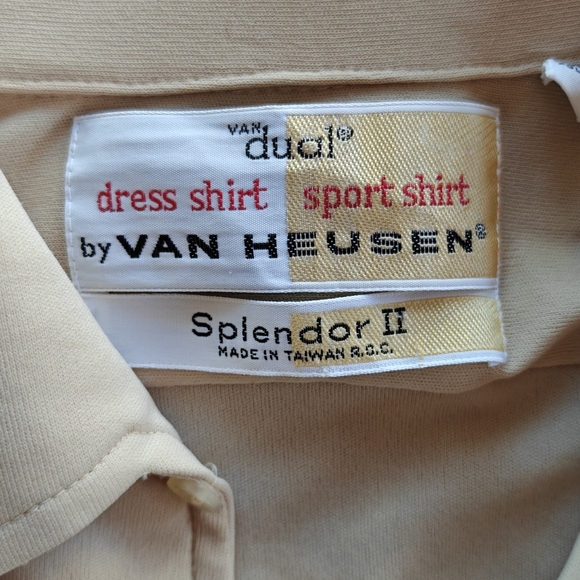 VAN dual®
dress shirt sport shirt
by VAN HEUSEN®
Splendor II
MADE IN TAIWAN R.O.C.